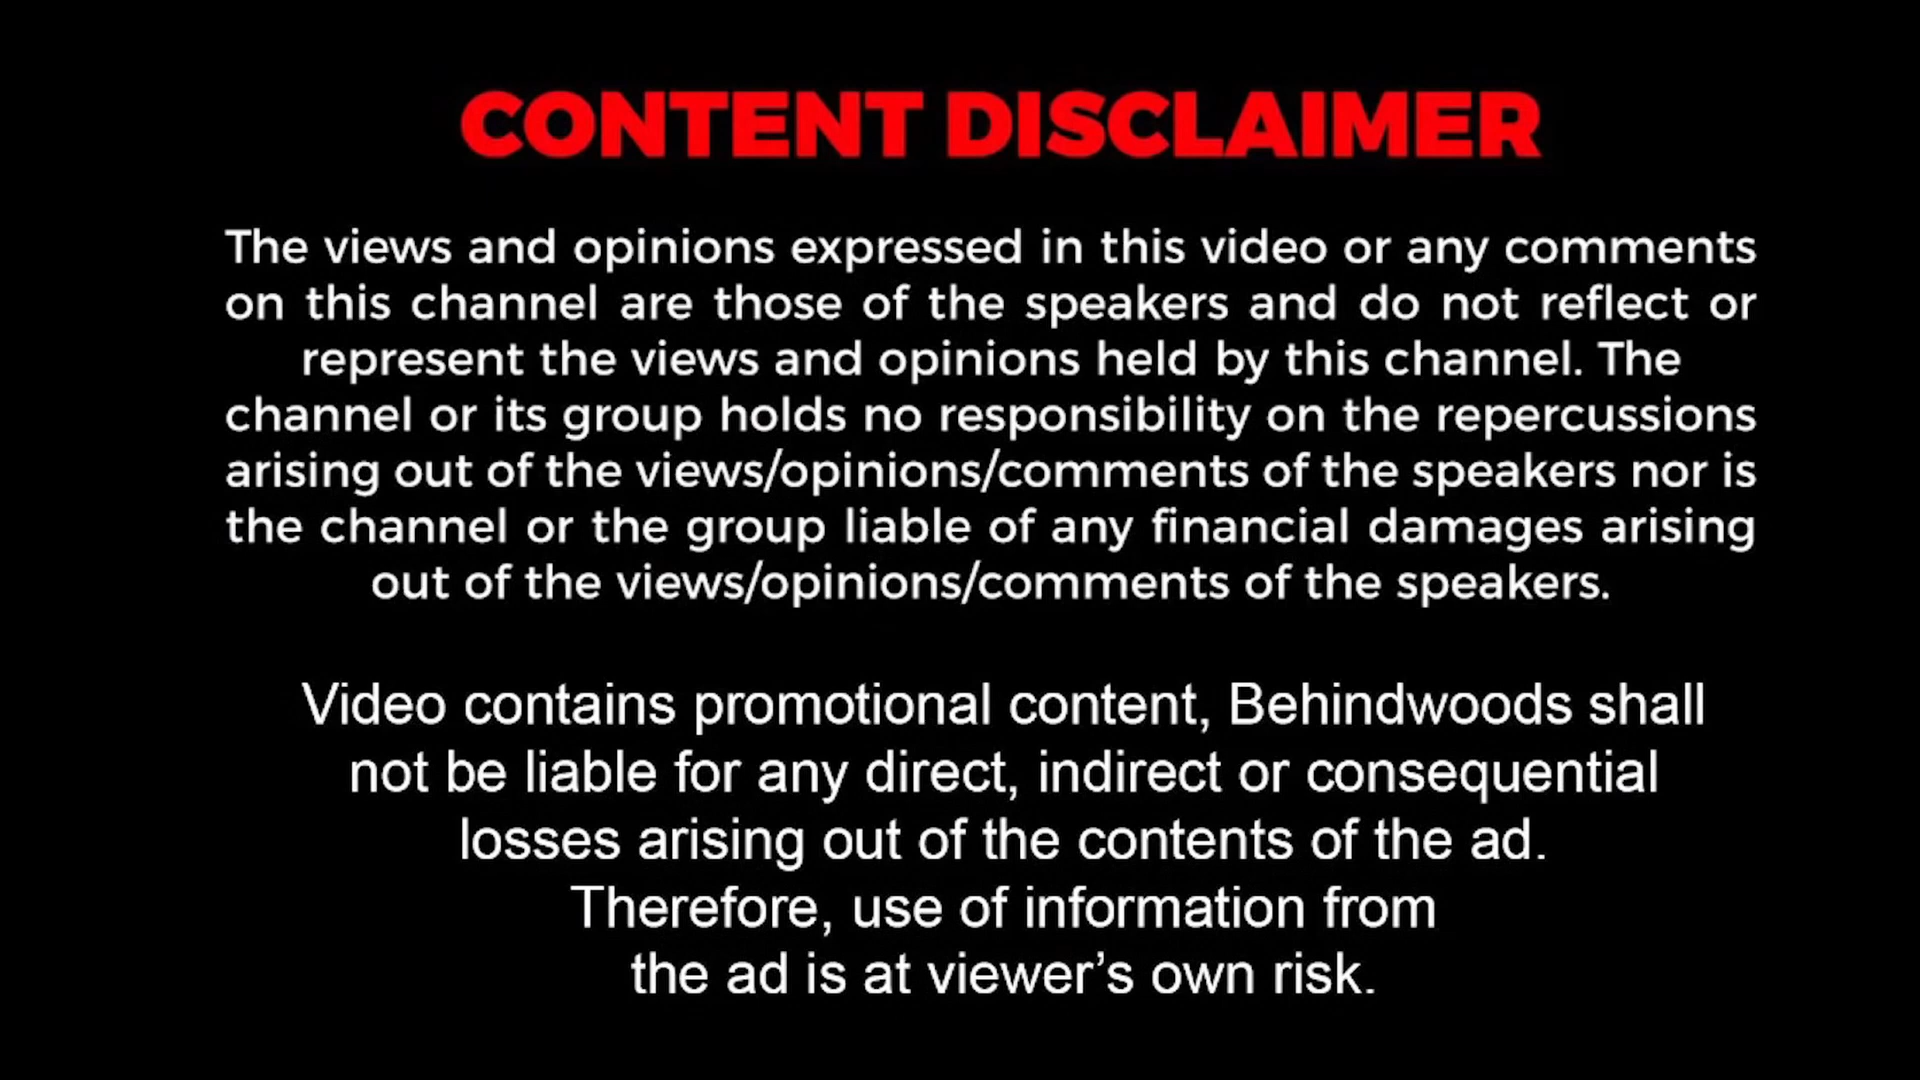 CONTENT DISCLAIMER
The views and opinions expressed in this video or any comments
on this channel are those of the speakers and do not reflect or
represent the views and opinions held by this channel. The
channel or its group holds no responsibility on the repercussions
arising out of the views/opinions/comments of the speakers nor is
the channel or the group liable of any financial damages arising
out of the views/opinions/comments of the speakers.
Video contains promotional content, Behindwoods shall
not be liable for any direct, indirect or consequential
losses arising out of the contents of the ad.
Therefore, use of information from
the ad is at viewer’s own risk.